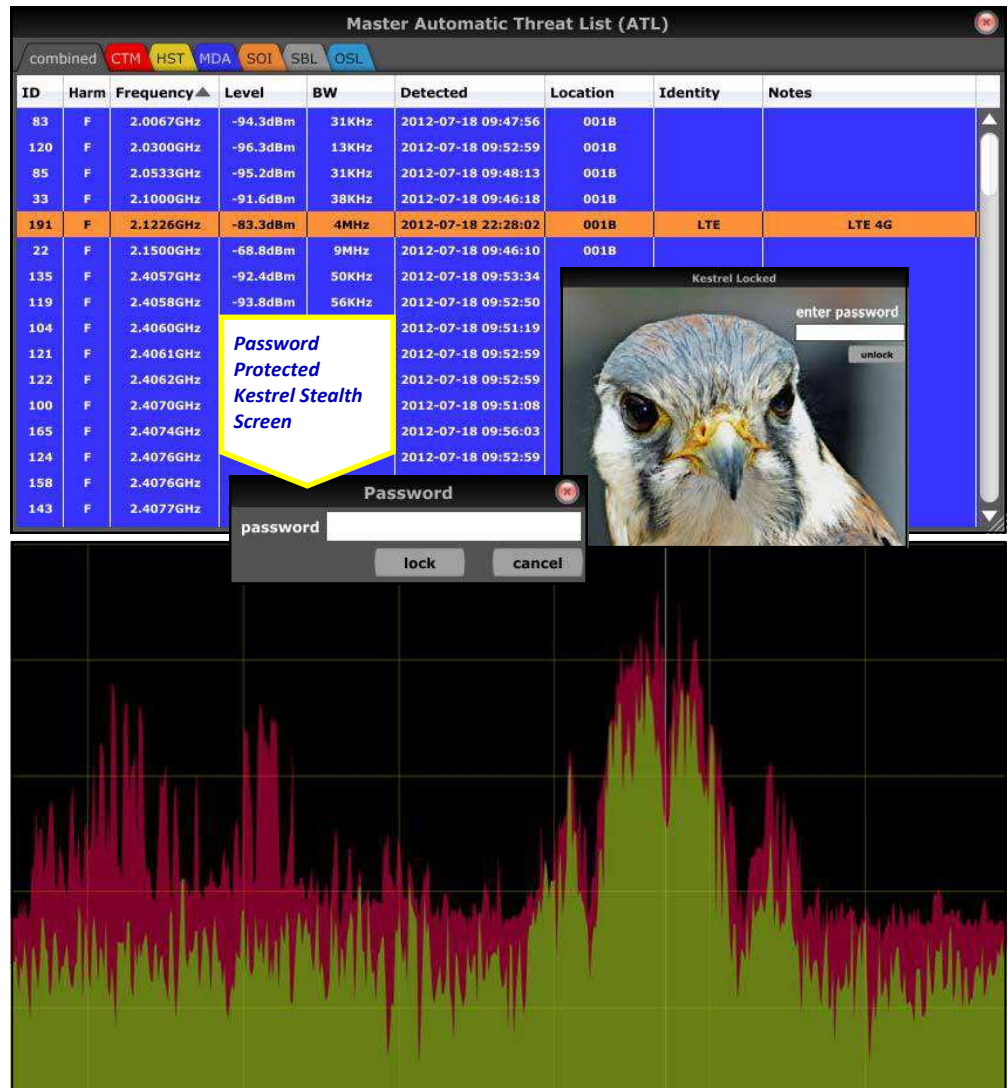 Master Automatic Threat List (ATL)
combined CTM HST MDA SOI SBL OSL
ID Harm Frequency Level BW Detected Location Identity Notes
83 F 2.0067GHz -94.3dBm 31KHz 2012-07-18 09:47:56 001B
120 F 2.0300GHz -96.3dBm 13KHz 2012-07-18 09:52:59 001B
85 F 2.0533GHz -95.2dBm 31KHz 2012-07-18 09:48:13 001B
33 F 2.1000GHz -91.6dBm 38KHz 2012-07-18 09:46:18 001B
191 F 2.1226GHz -83.3dBm 4MHz 2012-07-18 22:28:02 001B LTE LTE 4G
22 F 2.1500GHz -68.8dBm 9MHz 2012-07-18 09:46:10 001B
135 F 2.4057GHz -92.4dBm 50KHz 2012-07-18 09:53:34
119 F 2.4058GHz -93.8dBm 56KHz 2012-07-18 09:52:50
104 F 2.4060GHz 2012-07-18 09:51:19
121 F 2.4061GHz 2012-07-18 09:52:59
122 F 2.4062GHz 2012-07-18 09:52:59
100 F 2.4070GHz 2012-07-18 09:51:08
165 F 2.4074GHz 2012-07-18 09:56:03
124 F 2.4076GHz 2012-07-18 09:52:59
158 F 2.4076GHz
143 F 2.4077GHz
Kestrel Locked
enter password
unlock
Password
Protected
Kestrel Stealth
Screen
Password
password
lock cancel